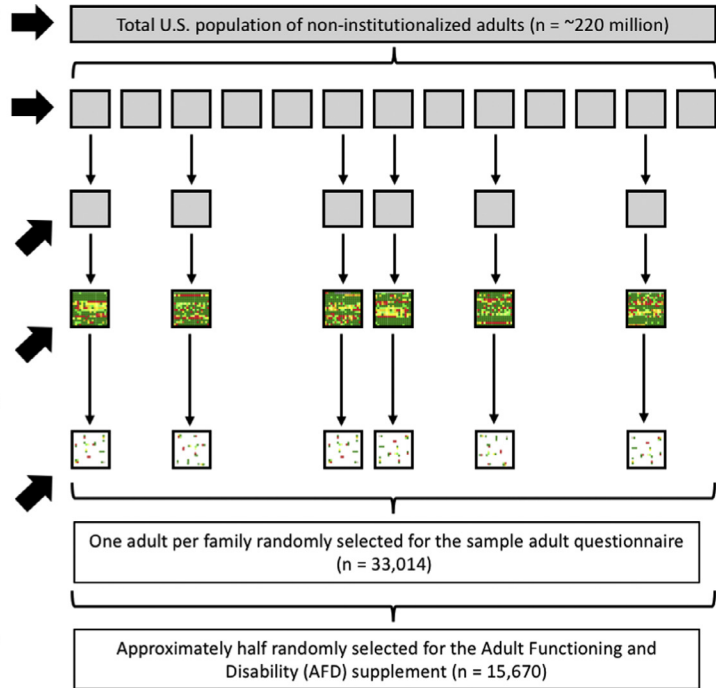 Total U.S. population of non-institutionalized adults (n = ~220 million)
One adult per family randomly selected for the sample adult questionnaire
(n = 33,014)
Approximately half randomly selected for the Adult Functioning and
Disability (AFD) supplement (n = 15,670)